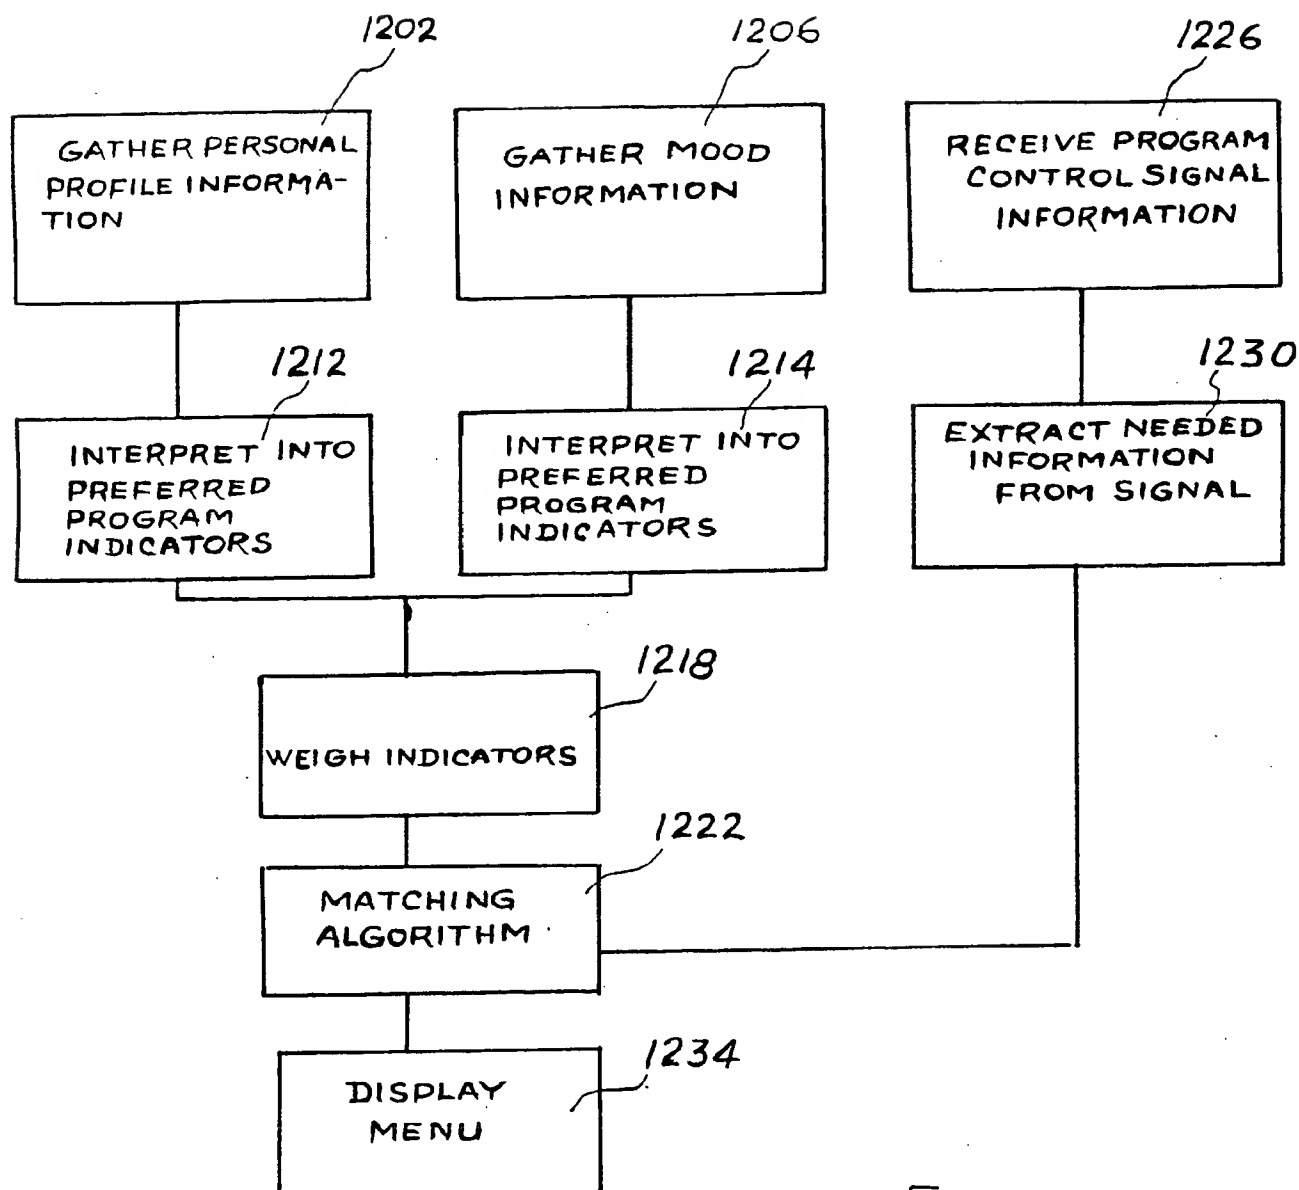 1202
GATHER PERSONAL
PROFILE INFORMA-
TION
1206
GATHER MOOD
INFORMATION
1226
RECEIVE PROGRAM
CONTROL SIGNAL
INFORMATION
1212
INTERPRET INTO
PREFERRED
PROGRAM
INDICATORS
1214
INTERPRET INTO
PREFERRED
PROGRAM
INDICATORS
1230
EXTRACT NEEDED
INFORMATION
FROM SIGNAL
1218
WEIGH INDICATORS
1222
MATCHING
ALGORITHM
1234
DISPLAY
MENU